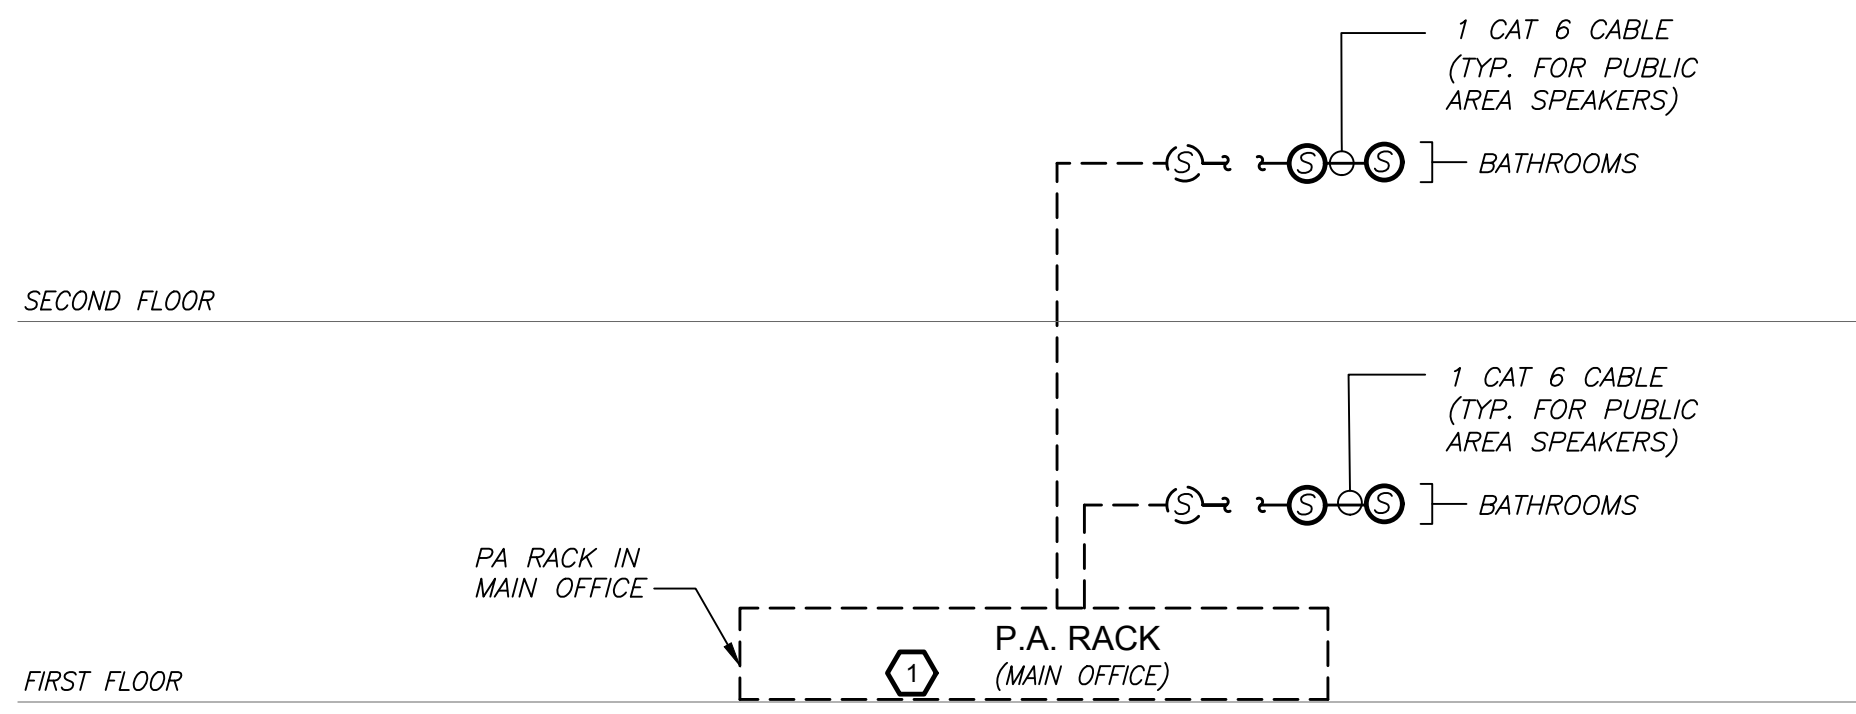 1 CAT 6 CABLE
(TYP. FOR PUBLIC
AREA SPEAKERS)
S
S
S
BATHROOMS
SECOND FLOOR
1 CAT 6 CABLE
(TYP. FOR PUBLIC
AREA SPEAKERS)
S
S
S
BATHROOMS
PA RACK IN
MAIN OFFICE
P.A. RACK
(MAIN OFFICE)
1
FIRST FLOOR